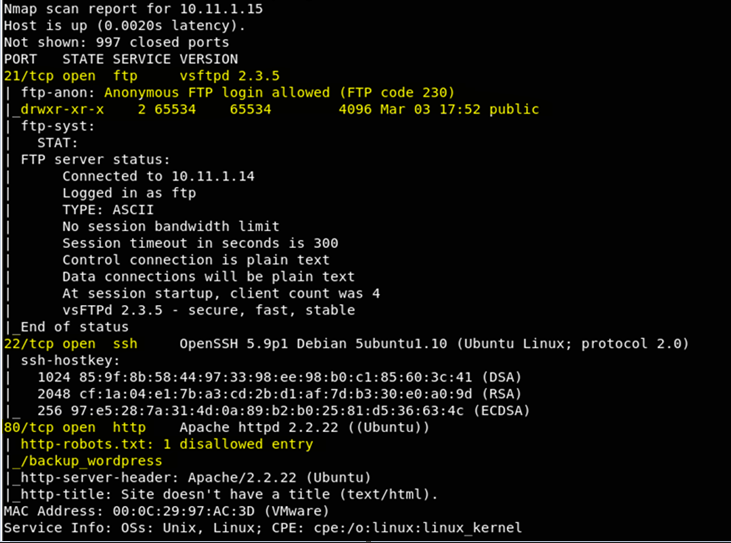 Nmap scan report for 10.11.1.15
Host is up (0.0020s latency).
Not shown: 997 closed ports
PORT   STATE SERVICE VERSION
21/tcp open  ftp     vsftpd 2.3.5
| ftp-anon: Anonymous FTP login allowed (FTP code 230)
|_drwxr-xr-x    2 65534    65534        4096 Mar 03 17:52 public
| ftp-syst:
|   STAT:
| FTP server status:
|      Connected to 10.11.1.14
|      Logged in as ftp
|      TYPE: ASCII
|      No session bandwidth limit
|      Session timeout in seconds is 300
|      Control connection is plain text
|      Data connections will be plain text
|      At session startup, client count was 4
|      vsFTPd 2.3.5 - secure, fast, stable
|_End of status
22/tcp open  ssh     OpenSSH 5.9p1 Debian 5ubuntu1.10 (Ubuntu Linux; protocol 2.0)
| ssh-hostkey:
|   1024 85:9f:8b:58:44:97:33:98:ee:98:b0:c1:85:60:3c:41 (DSA)
|   2048 cf:1a:04:e1:7b:a3:cd:2b:d1:af:7d:b3:30:e0:a0:9d (RSA)
|_  256 97:e5:28:7a:31:4d:0a:89:b2:b0:25:81:d5:36:63:4c (ECDSA)
80/tcp open  http    Apache httpd 2.2.22 ((Ubuntu))
| http-robots.txt: 1 disallowed entry
|_/backup_wordpress
|_http-server-header: Apache/2.2.22 (Ubuntu)
|_http-title: Site doesn't have a title (text/html).
MAC Address: 00:0C:29:97:AC:3D (VMware)
Service Info: OSs: Unix, Linux; CPE: cpe:/o:linux:linux_kernel